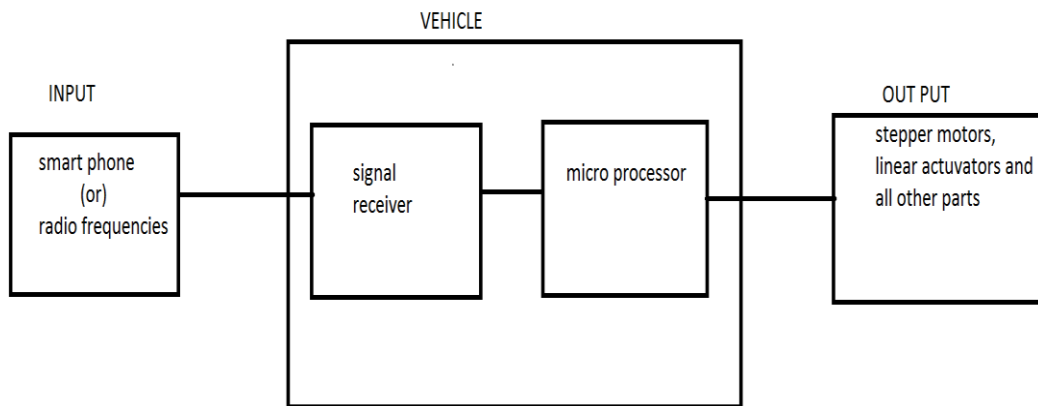 VEHICLE
INPUT
smart phone
(or)
radio frequencies
signal
receiver
micro processor
OUT PUT
stepper motors,
linear actuvators and
all other parts